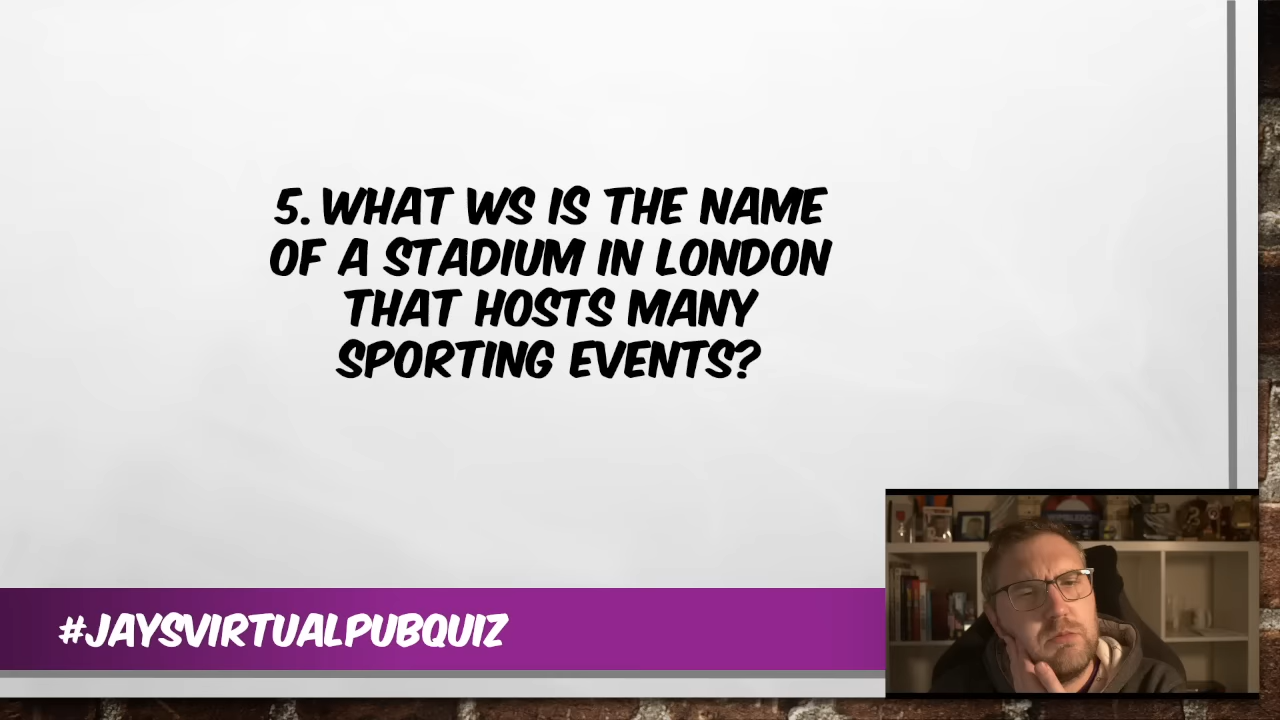 5. WHAT WS IS THE NAME
OF A STADIUM IN LONDON
THAT HOSTS MANY
SPORTING EVENTS?
#JAYSVIRTUALPUBQUIZ